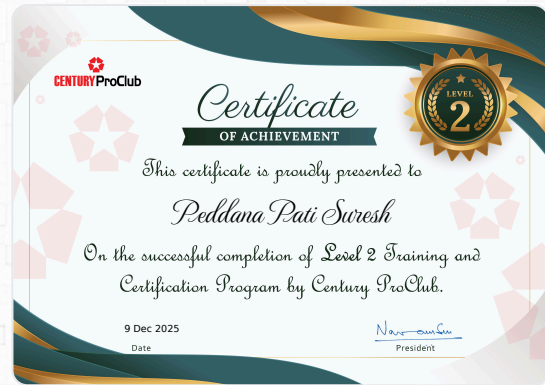 CENTURY ProClub
Certificate
OF ACHIEVEMENT
LEVEL
2
This certificate is proudly presented to
Peddana Pati Suresh
On the successful completion of Level 2 Training and
Certification Program by Century ProClub.
9 Dec 2025
Date
President